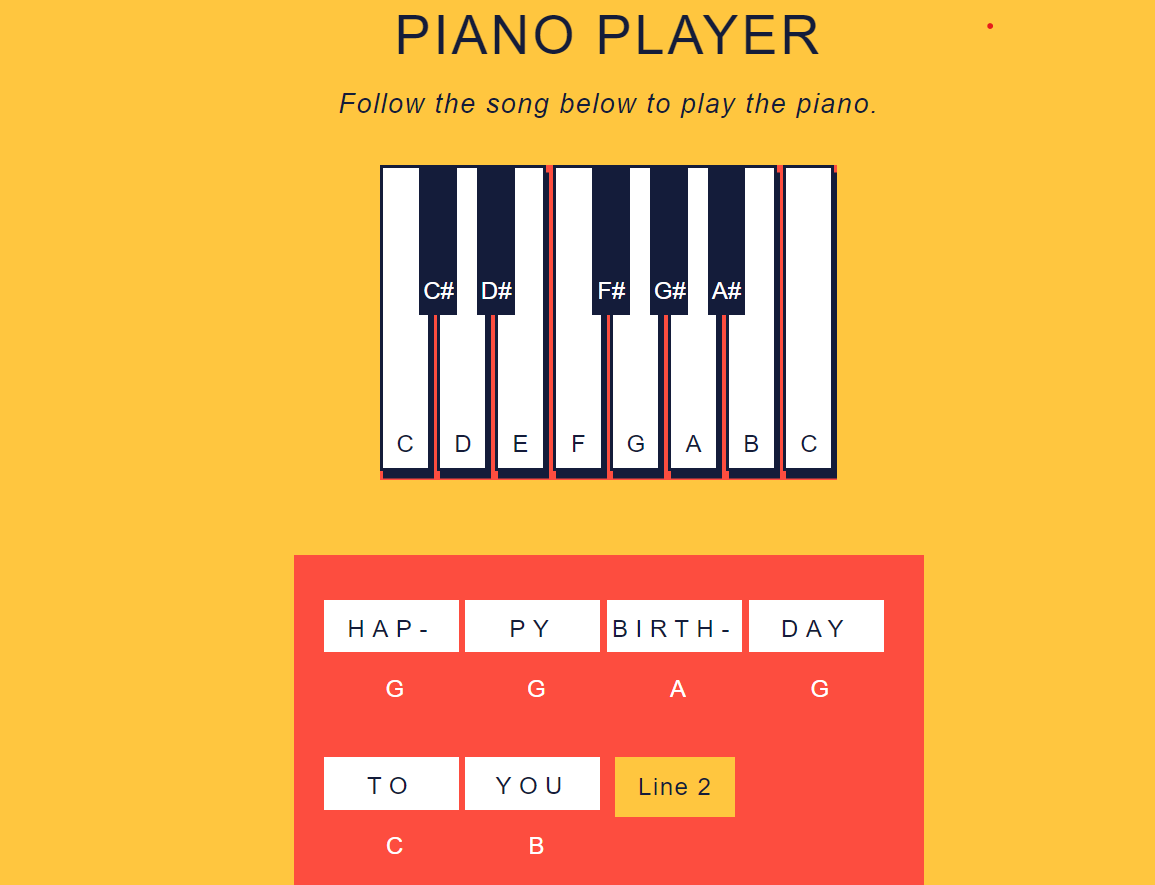 PIANO PLAYER
Follow the song below to play the piano.
C# D# F# G# A#
C D E F G A B C
HAP- PY BIRTH- DAY
G G A G
TO YOU Line 2
C B